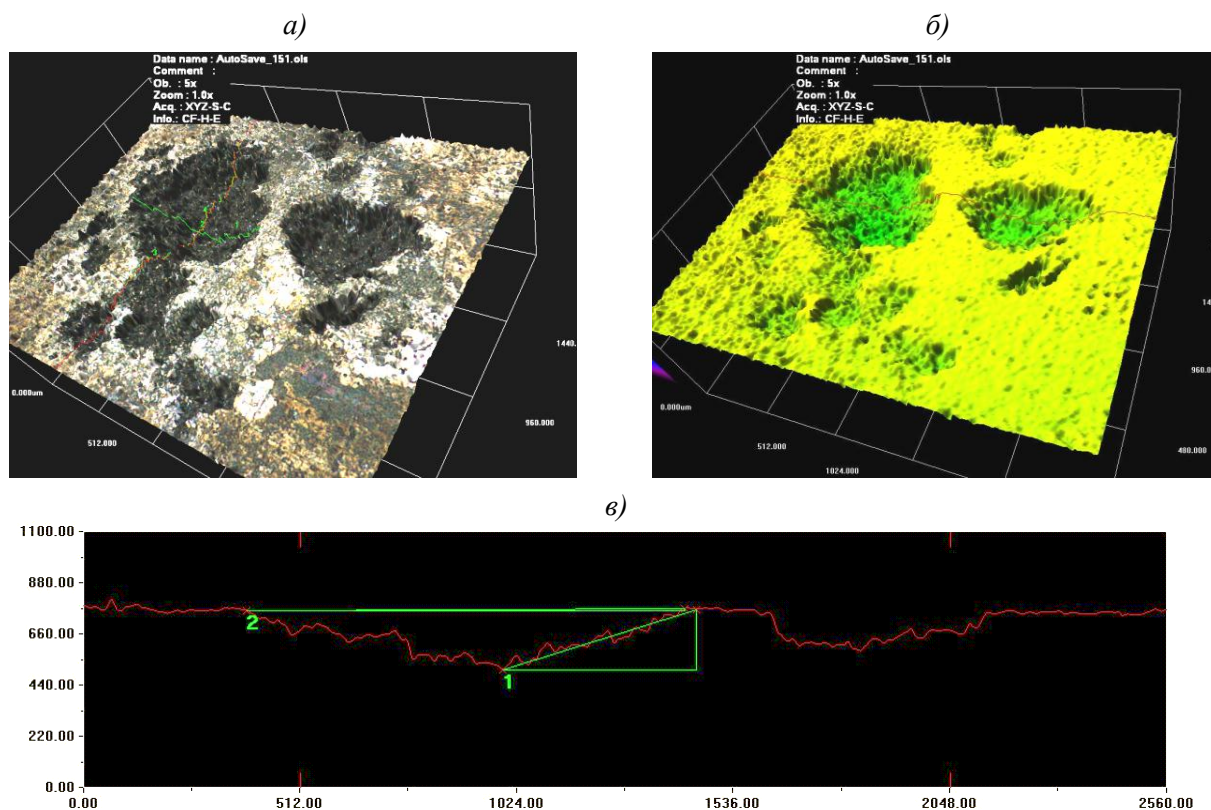 а)
Data name : AutoSave_151.ols
Comment :
Ob. : 5x
Zoom : 1.0x
Acq. : XYZ-S-C
Info.: CF-H-E
1440.
960.000
0.000um
512.000
б)
Data name : AutoSave_151.ols
Comment :
Ob. : 5x
Zoom : 1.0x
Acq. : XYZ-S-C
Info.: CF-H-E
14
960.0
0.000um
512.000
480.000
1024.000
в)
1100.00
880.00
660.00
440.00
220.00
0.00
2
1
0.00 512.00 1024.00 1536.00 2048.00 2560.00